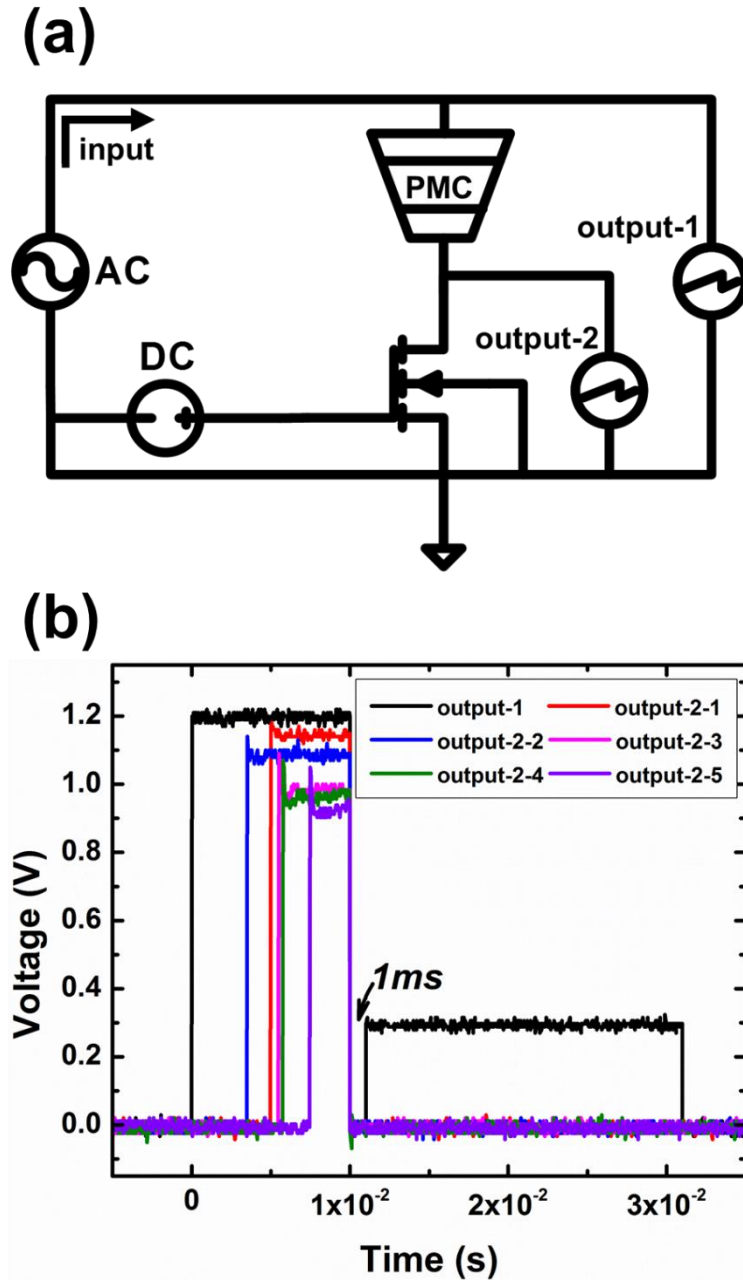 (a)
input
PMC
output-1
AC
output-2
DC
(b)
1.2
1.0
0.8
0.6
0.4
0.2
0.0
Voltage (V)
output-1 output-2-1
output-2-2 output-2-3
output-2-4 output-2-5
1ms
0 1x10⁻² 2x10⁻² 3x10⁻²
Time (s)